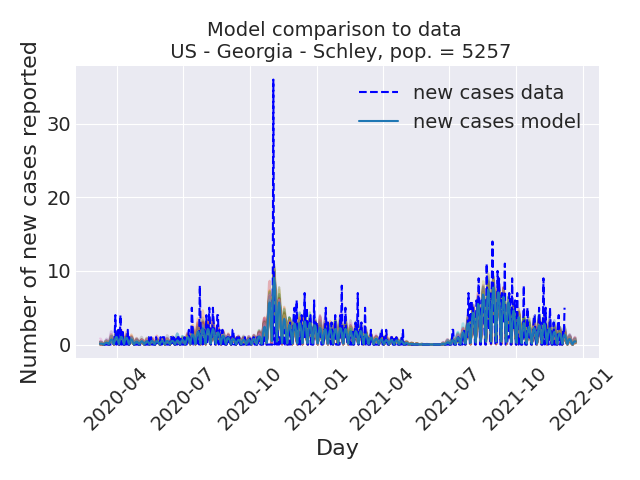 Model comparison to data
US - Georgia - Schley, pop. = 5257
new cases data
new cases model
Number of new cases reported
30
20
10
0
2020-04
2020-07
2020-10
2021-01
2021-04
2021-07
2021-10
2022-01
Day